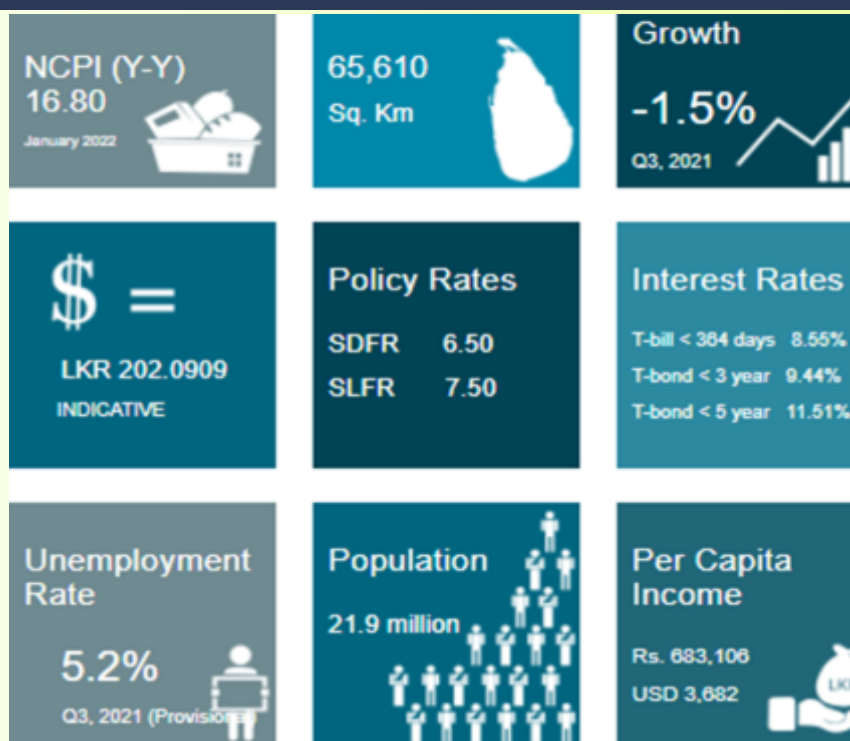 NCPI (Y-Y)
16.80
January 2022
65,610
Sq. Km
Growth
-1.5%
Q3, 2021
$ =
LKR 202.0909
INDICATIVE
Policy Rates
SDFR 6.50
SLFR 7.50
Interest Rates
T-bill < 364 days 8.55%
T-bond < 3 year 9.44%
T-bond < 5 year 11.51%
Unemployment
Rate
5.2%
Q3, 2021 (Provisional)
Population
21.9 million
Per Capita
Income
Rs. 683,106
USD 3,682